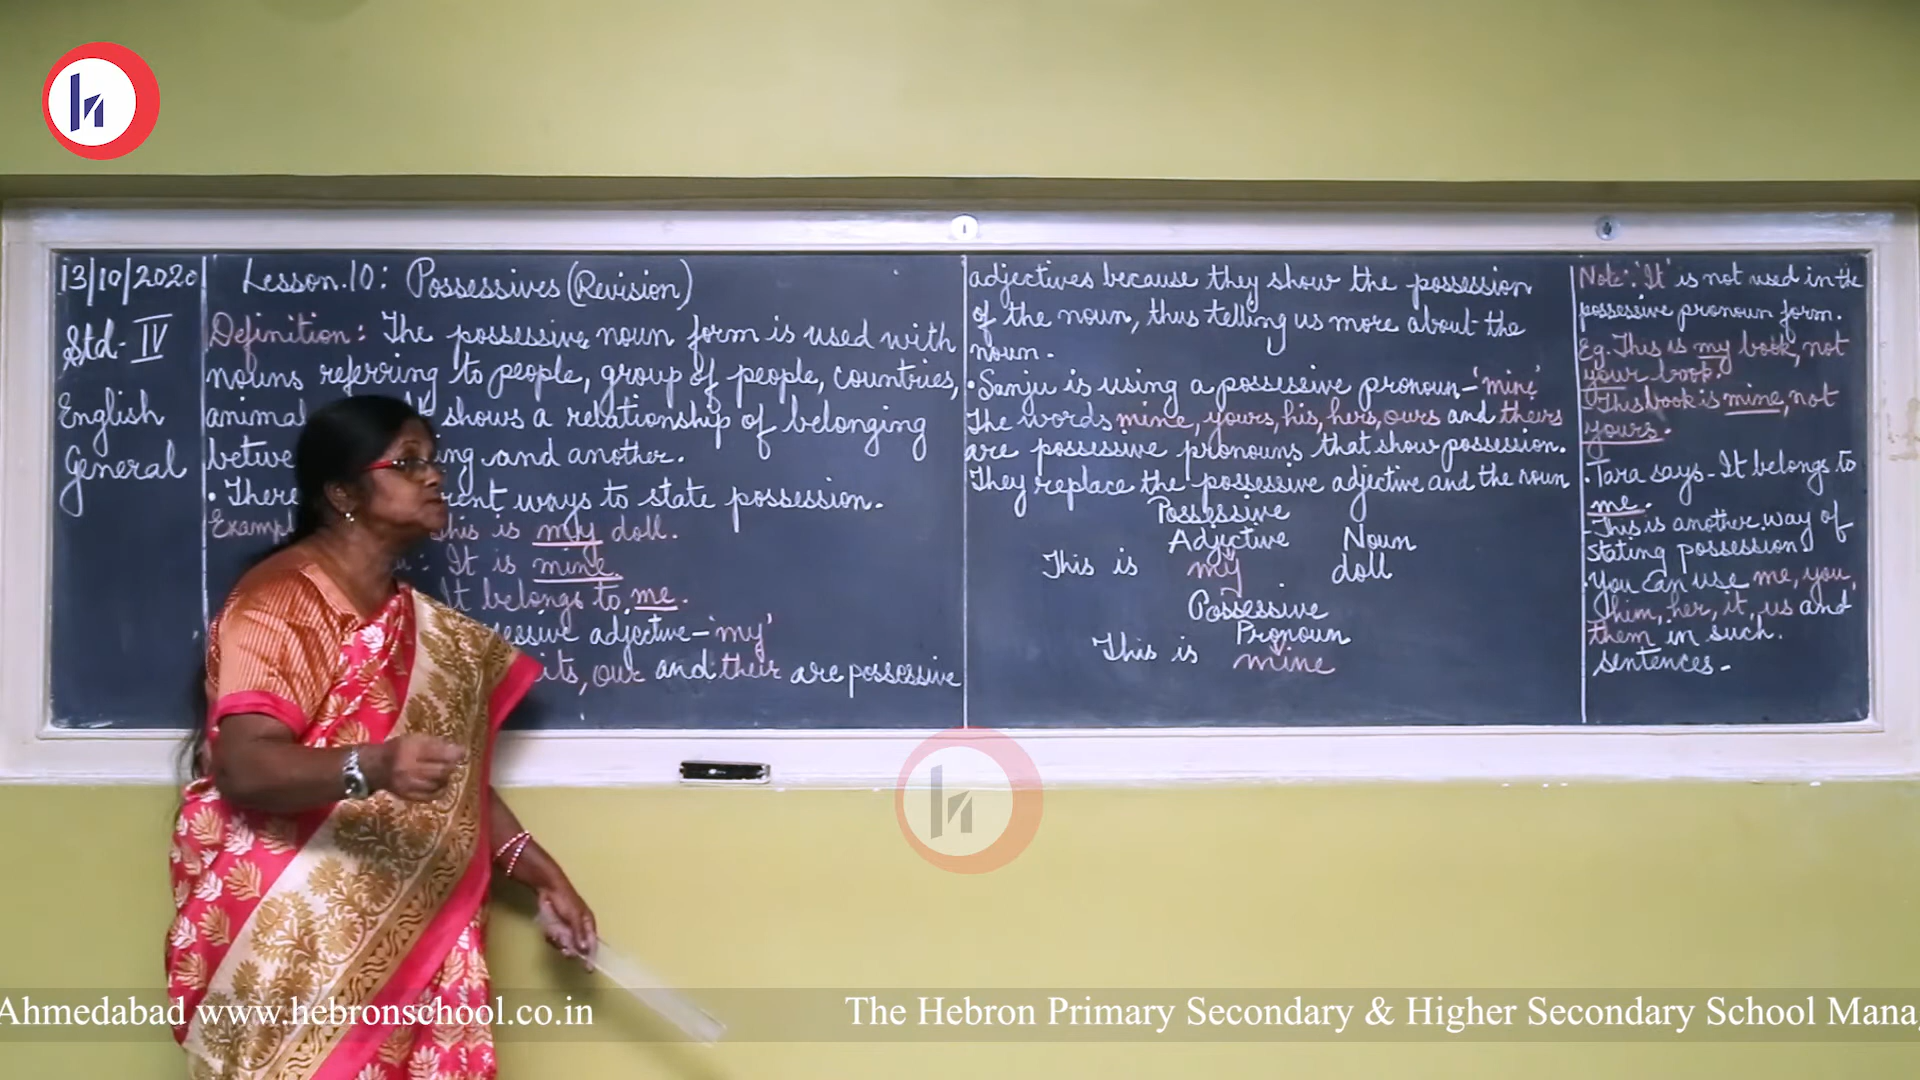 13/10/2020
Std-IV
English
General
Lesson.10: Possessives (Revision)
Definition: The possessive noun form is used with
nouns referring to people, group of people, countries,
animal shows a relationship of belonging
betwe ing and another.
• There rent ways to state possession.
Exampl his is my doll.
: It is mine.
It belongs to me.
essive adjective - 'my'
its, our and their are possessive
adjectives because they show the possession
of the noun, thus telling us more about the
noun.
• Sanju is using a possessive pronoun - 'mine'
The words mine, yours, his, hers, ours and theirs
are possessive pronouns that show possession.
They replace the possessive adjective and the noun
Possessive
Adjective Noun
This is my doll
Possessive
Pronoun
This is mine
Note: 'It' is not used in the
possessive pronoun form.
Eg. This is my book, not
your book.
- This book is mine, not
yours.
• Tara says - It belongs to
me.
- This is another way of
stating possession.
• You can use me, you,
him, her, it, us and
them in such
sentences -
Ahmedabad www.hebronschool.co.in The Hebron Primary Secondary & Higher Secondary School Mana